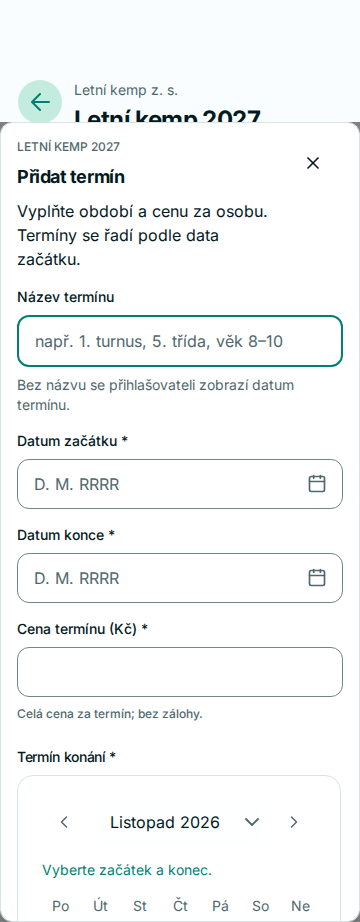 Letní kemp z. s.
Letní kemp 2027
LETNÍ KEMP 2027
Přidat termín
Vyplňte období a cenu za osobu.
Termíny se řadí podle data
začátku.
Název termínu
např. 1. turnus, 5. třída, věk 8–10
Bez názvu se přihlašovateli zobrazí datum
termínu.
Datum začátku *
D. M. RRRR
Datum konce *
D. M. RRRR
Cena termínu (Kč) *
Celá cena za termín; bez zálohy.
Termín konání *
Listopad 2026
Vyberte začátek a konec.
Po Út St Čt Pá So Ne